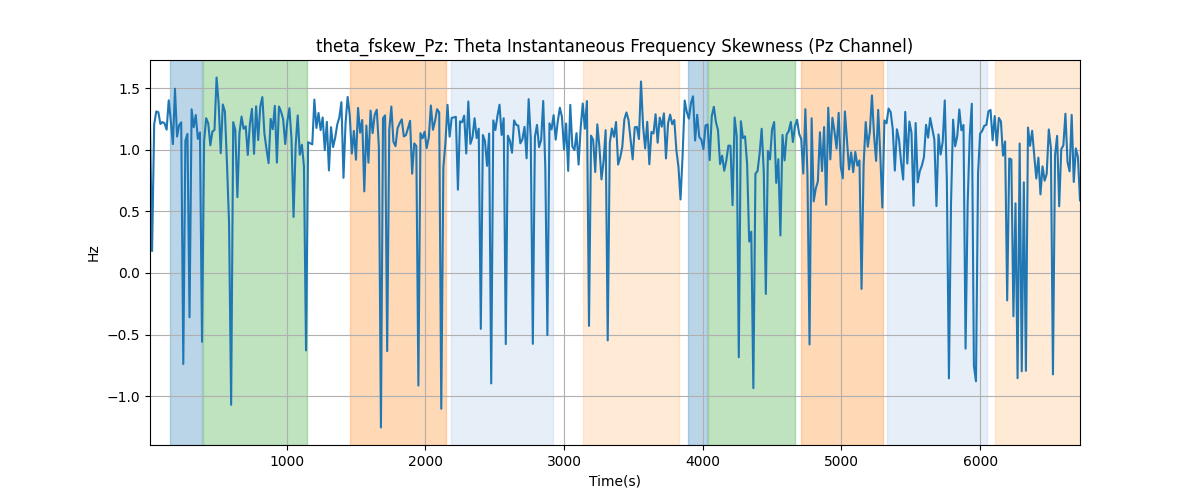 theta_fskew_Pz: Theta Instantaneous Frequency Skewness (Pz Channel)
1.5
1.0
0.5
0.0
−0.5
−1.0
Hz
1000 2000 3000 4000 5000 6000
Time(s)